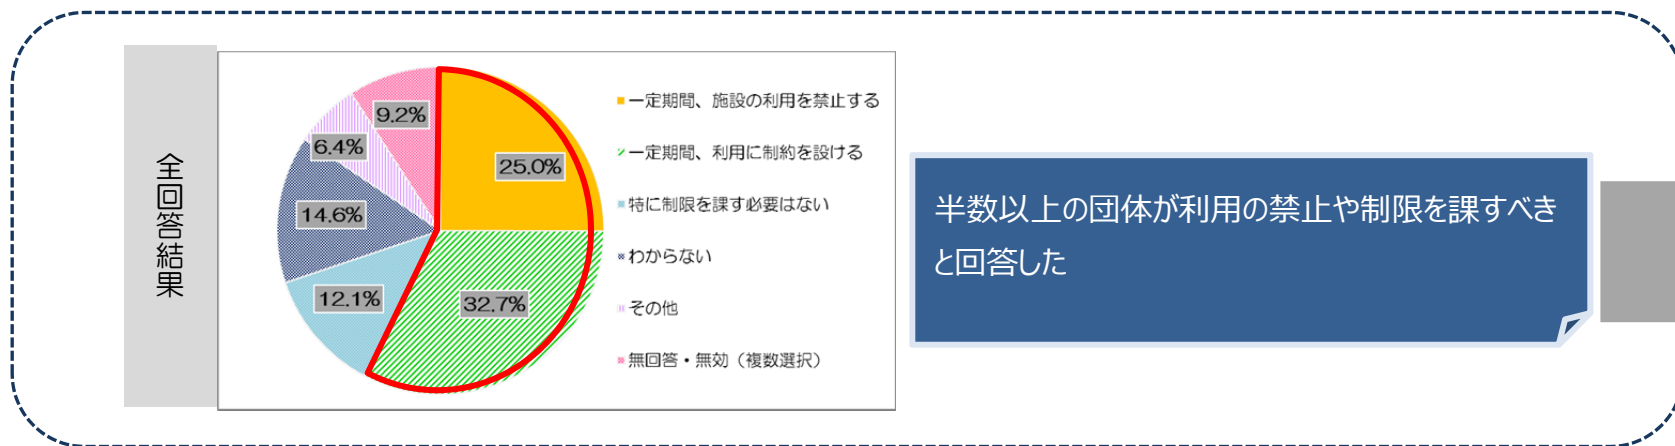 全回答結果
9.2%
6.4%
14.6%
12.1%
25.0%
32.7%
一定期間、施設の利用を禁止する
一定期間、利用に制約を設ける
特に制限を課す必要はない
わからない
その他
無回答・無効（複数選択）
半数以上の団体が利用の禁止や制限を課すべき
と回答した